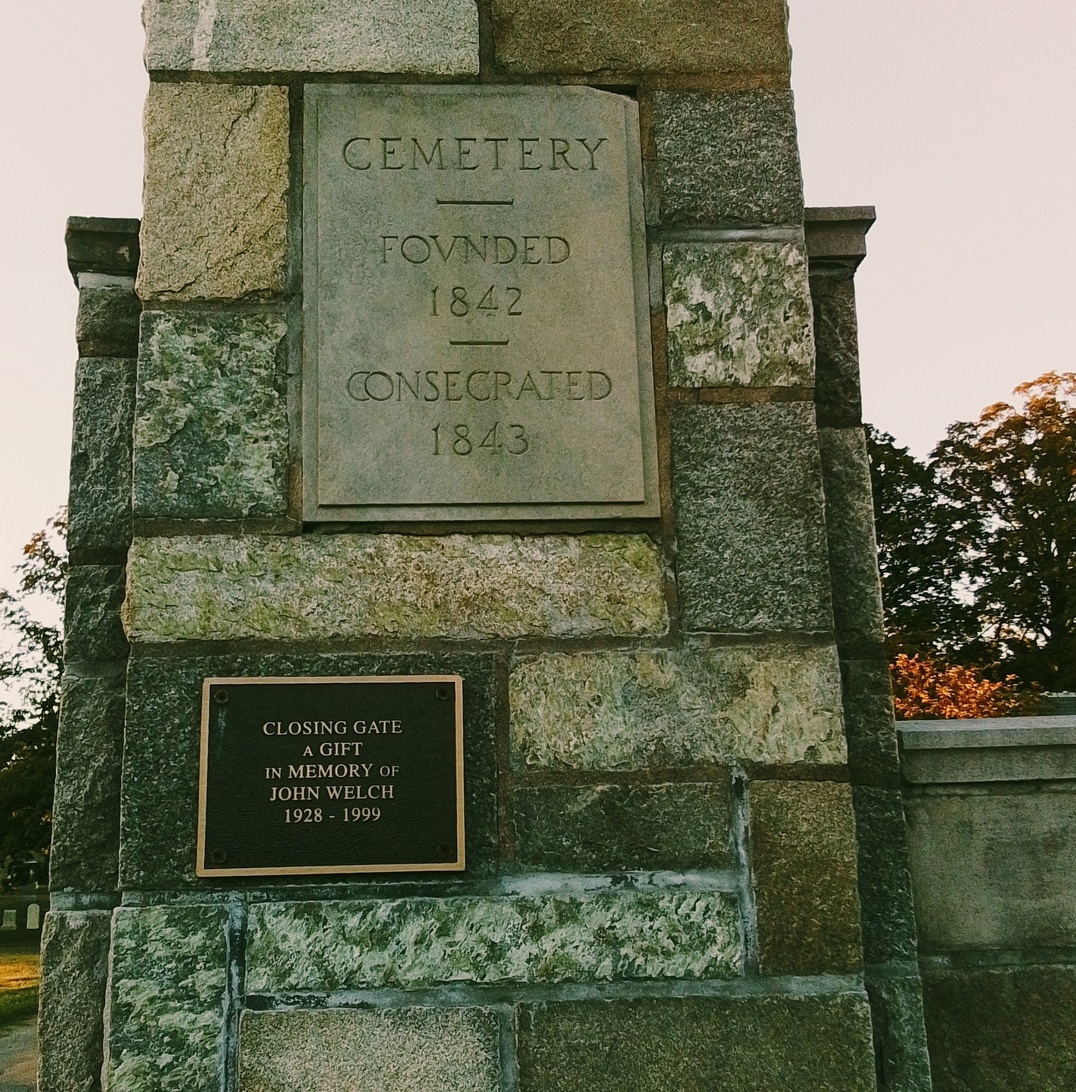 CEMETERY
FOVNDED
1842
CONSECRATED
1843
CLOSING GATE
A GIFT
IN MEMORY OF
JOHN WELCH
1928 - 1999